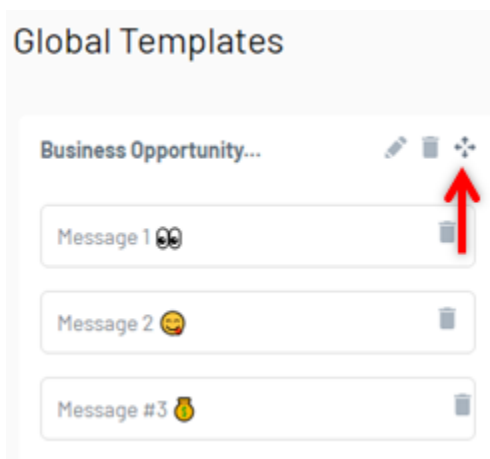 Global Templates
Business Opportunity...
Message 1 👀
Message 2 😋
Message #3 💰